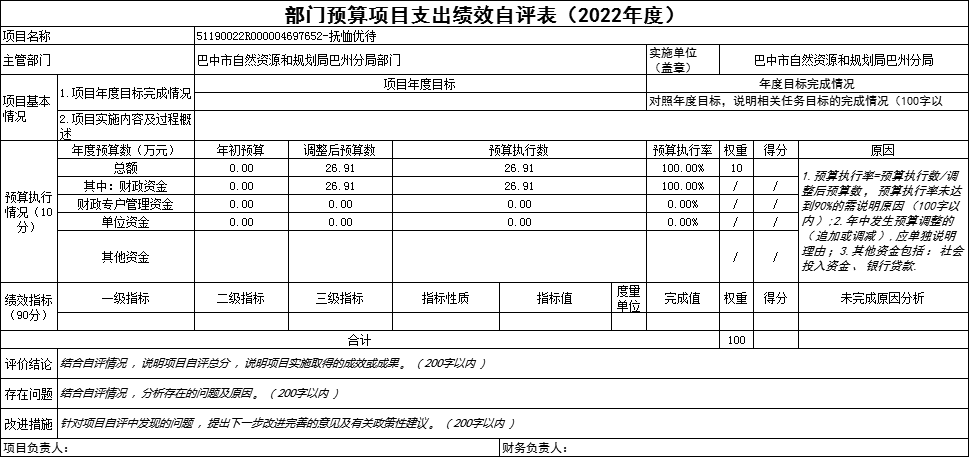 部门预算项目支出绩效自评表（2022年度）
项目名称 51190022R000004697652-抚恤优待
主管部门 巴中市自然资源和规划局巴州分局部门 实施单位（盖章） 巴中市自然资源和规划局巴州分局
项目基本情况 1.项目年度目标完成情况 项目年度目标 年度目标完成情况
对照年度目标，说明相关任务目标的完成情况（100字以
2.项目实施内容及过程概述
预算执行情况（10分） 年度预算数（万元） 年初预算 调整后预算数 预算执行数 预算执行率 权重 得分 原因
总额 0.00 26.91 26.91 100.00% 10
其中：财政资金 0.00 26.91 26.91 100.00% / /
财政专户管理资金 0.00 0.00 0.00 0.00% / /
单位资金 0.00 0.00 0.00 0.00% / /
其他资金 / /
1.预算执行率=预算执行数/调整后预算数，预算执行率未达到90%的需说明原因（100字以内）;2.年中发生预算调整的（追加或调减）,应单独说明理由；3.其他资金包括：社会投入资金、银行贷款.
绩效指标（90分） 一级指标 二级指标 三级指标 指标性质 指标值 度量单位 完成值 权重 得分 未完成原因分析
合计 100
评价结论 结合自评情况，说明项目自评总分，说明项目实施取得的成效或成果。（200字以内）
存在问题 结合自评情况，分析存在的问题及原因。（200字以内）
改进措施 针对项目自评中发现的问题，提出下一步改进完善的意见及有关政策性建议。（200字以内）
项目负责人： 财务负责人：